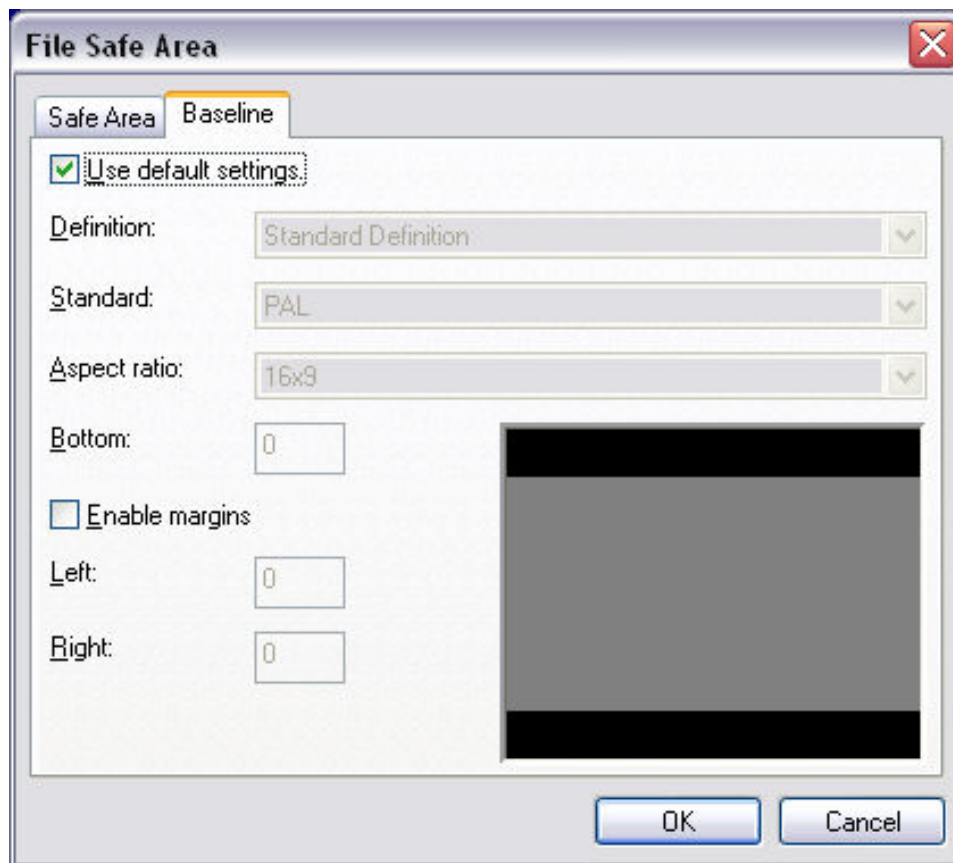 File Safe Area
Safe Area Baseline
Use default settings.
Definition: Standard Definition
Standard: PAL
Aspect ratio: 16x9
Bottom: 0
Enable margins
Left: 0
Right: 0
OK Cancel